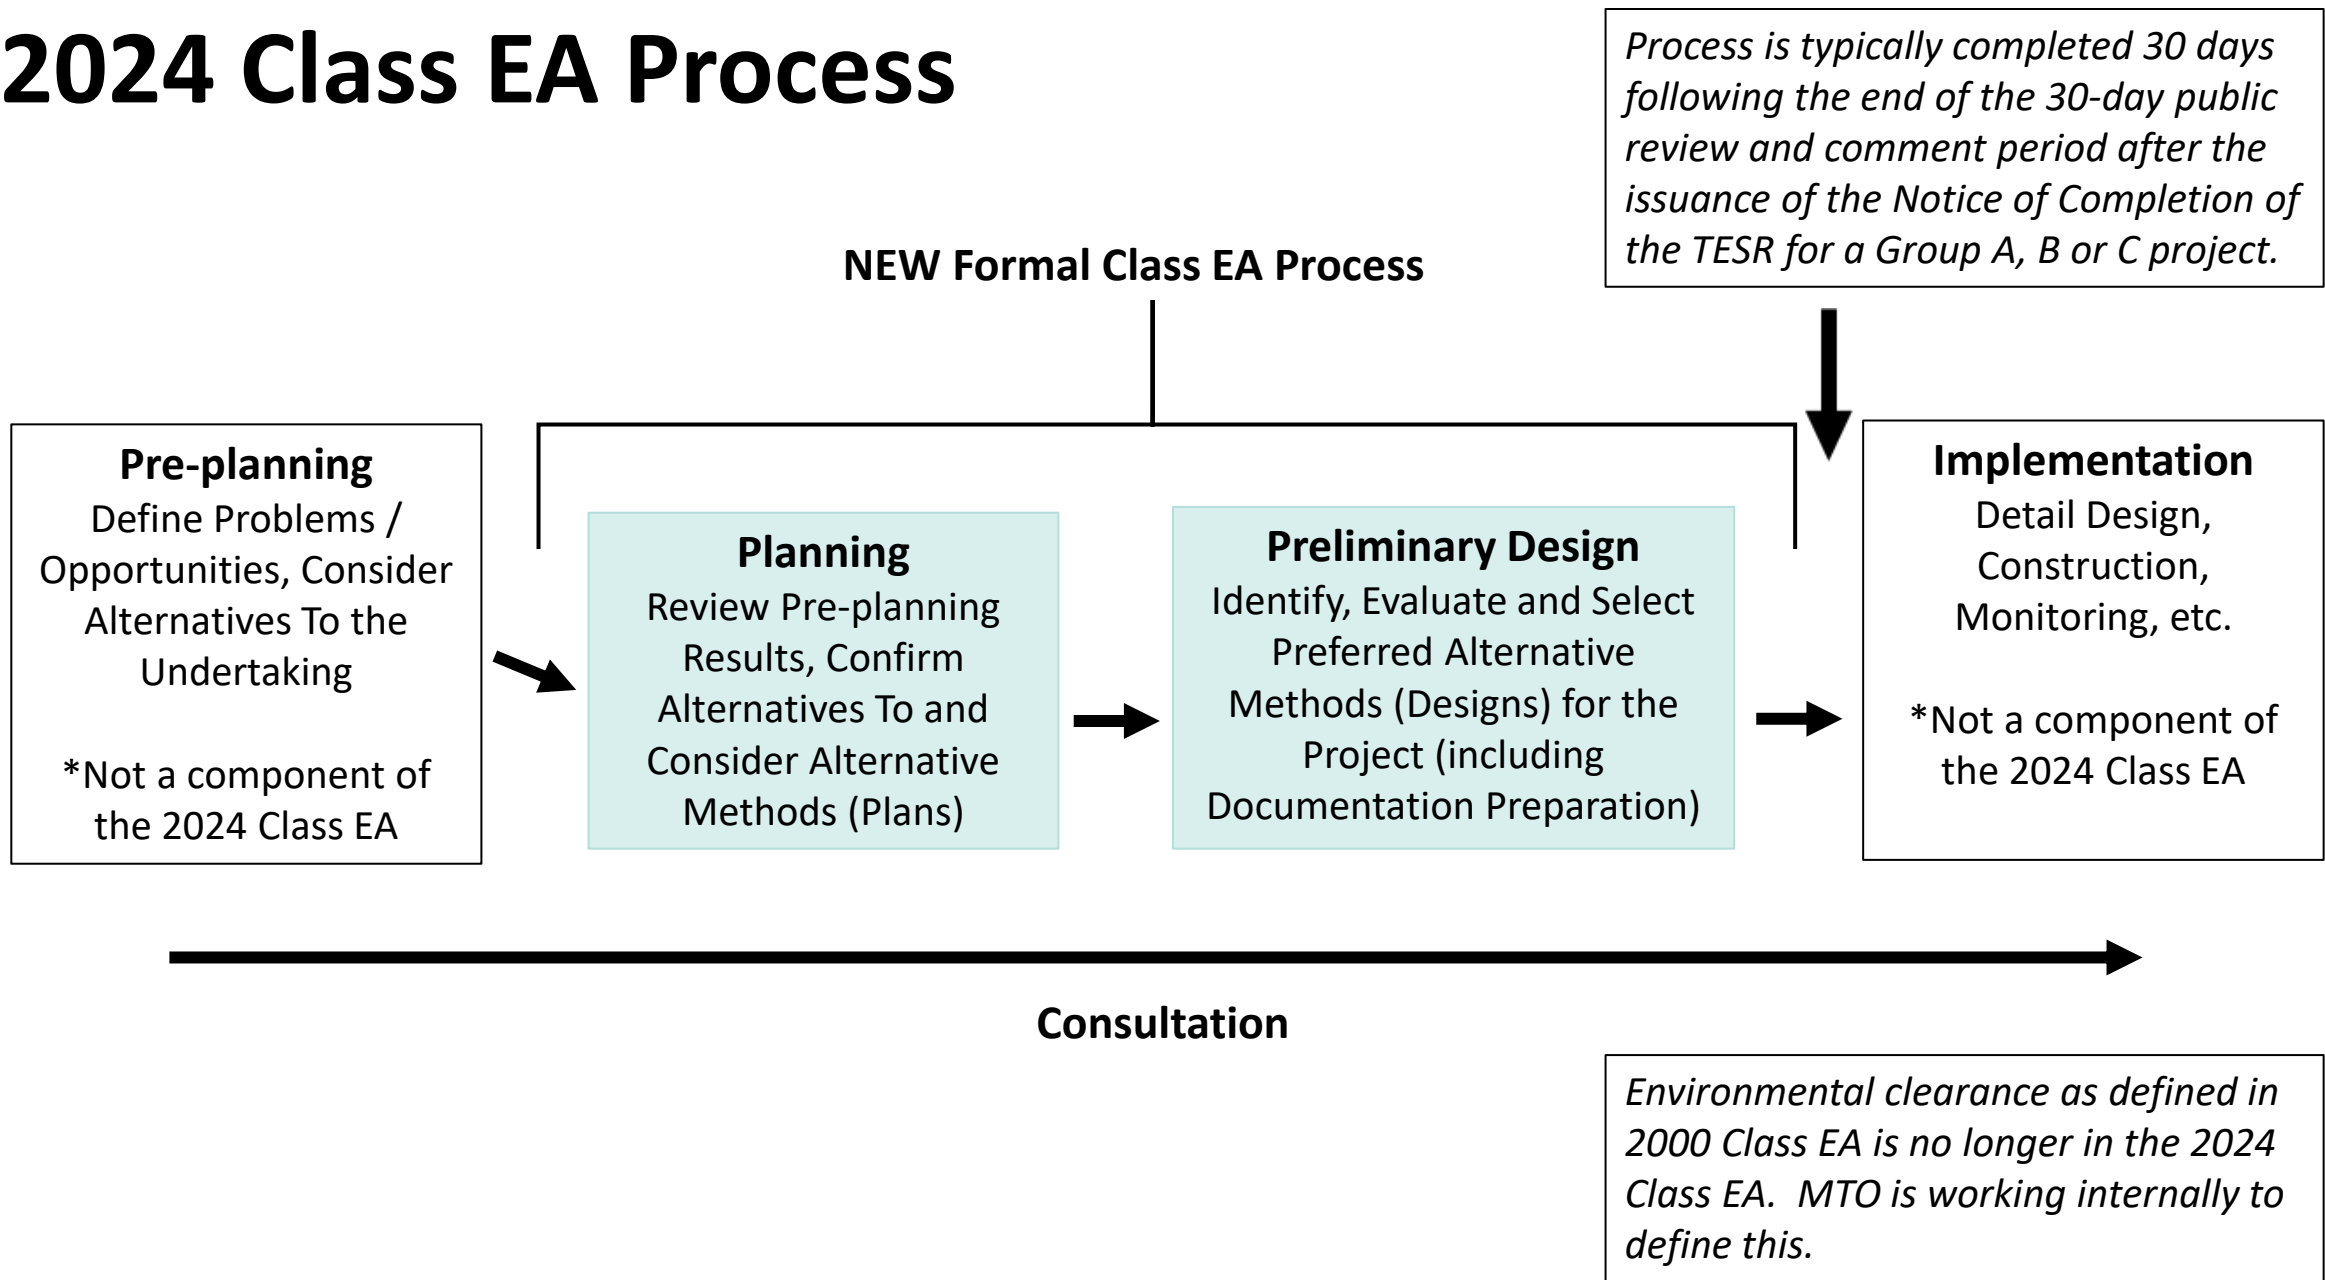 2024 Class EA Process
Process is typically completed 30 days
following the end of the 30-day public
review and comment period after the
issuance of the Notice of Completion of
the TESR for a Group A, B or C project.
NEW Formal Class EA Process
Pre-planning
Define Problems /
Opportunities, Consider
Alternatives To the
Undertaking
*Not a component of
the 2024 Class EA
Planning
Review Pre-planning
Results, Confirm
Alternatives To and
Consider Alternative
Methods (Plans)
Preliminary Design
Identify, Evaluate and Select
Preferred Alternative
Methods (Designs) for the
Project (including
Documentation Preparation)
Implementation
Detail Design,
Construction,
Monitoring, etc.
*Not a component of
the 2024 Class EA
Consultation
Environmental clearance as defined in
2000 Class EA is no longer in the 2024
Class EA.  MTO is working internally to
define this.